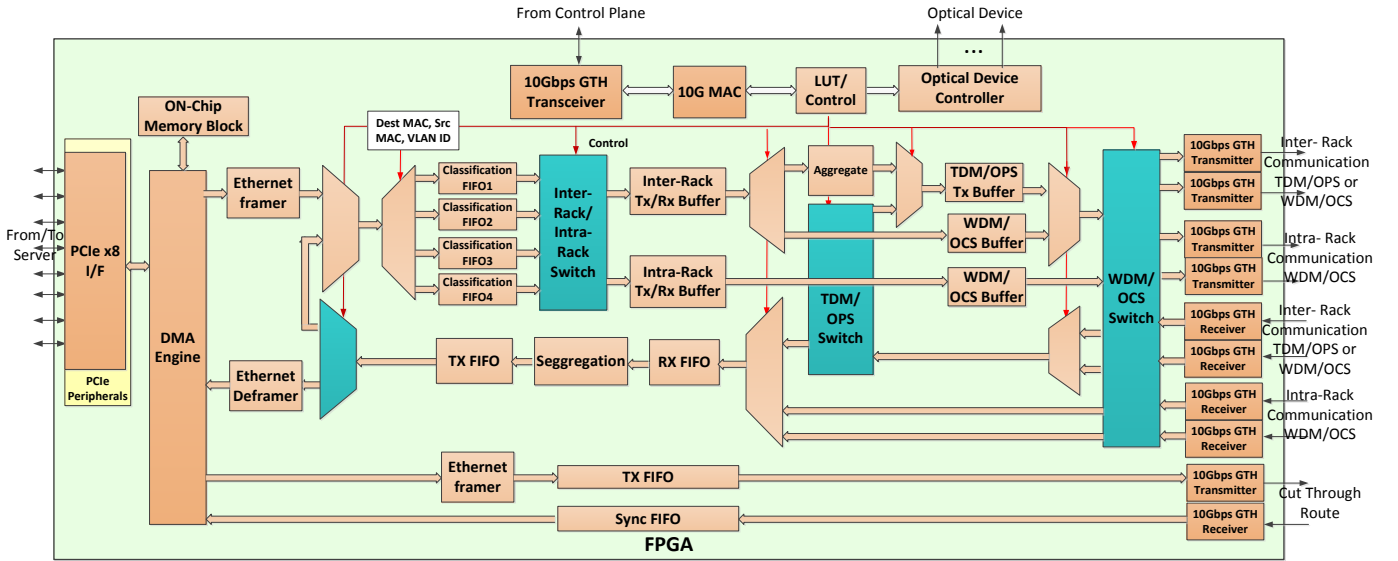 From Control Plane
Optical Device
...
10Gbps GTH
Transceiver
10G MAC
LUT/
Control
Optical Device
Controller
ON-Chip
Memory Block
Dest MAC, Src
MAC, VLAN ID
Control
From/To
Server
PCIe x8
I/F
PCIe
Peripherals
DMA
Engine
Ethernet
framer
Classification
FIFO1
Classification
FIFO2
Classification
FIFO3
Classification
FIFO4
Inter-
Rack/
Intra-
Rack
Switch
Inter-Rack
Tx/Rx Buffer
Intra-Rack
Tx/Rx Buffer
Aggregate
TDM/
OPS
Switch
TDM/OPS
Tx Buffer
WDM/
OCS Buffer
WDM/
OCS Buffer
WDM/
OCS
Switch
10Gbps GTH
Transmitter
10Gbps GTH
Transmitter
Inter- Rack
Communication
TDM/OPS or
WDM/OCS
10Gbps GTH
Transmitter
10Gbps GTH
Transmitter
Intra- Rack
Communication
WDM/OCS
10Gbps GTH
Receiver
10Gbps GTH
Receiver
Inter- Rack
Communication
TDM/OPS or
WDM/OCS
10Gbps GTH
Receiver
10Gbps GTH
Receiver
Intra-Rack
Communication
WDM/OCS
Ethernet
Deframer
TX FIFO
Seggregation
RX FIFO
Ethernet
framer
TX FIFO
10Gbps GTH
Transmitter
Sync FIFO
10Gbps GTH
Receiver
Cut Through
Route
FPGA